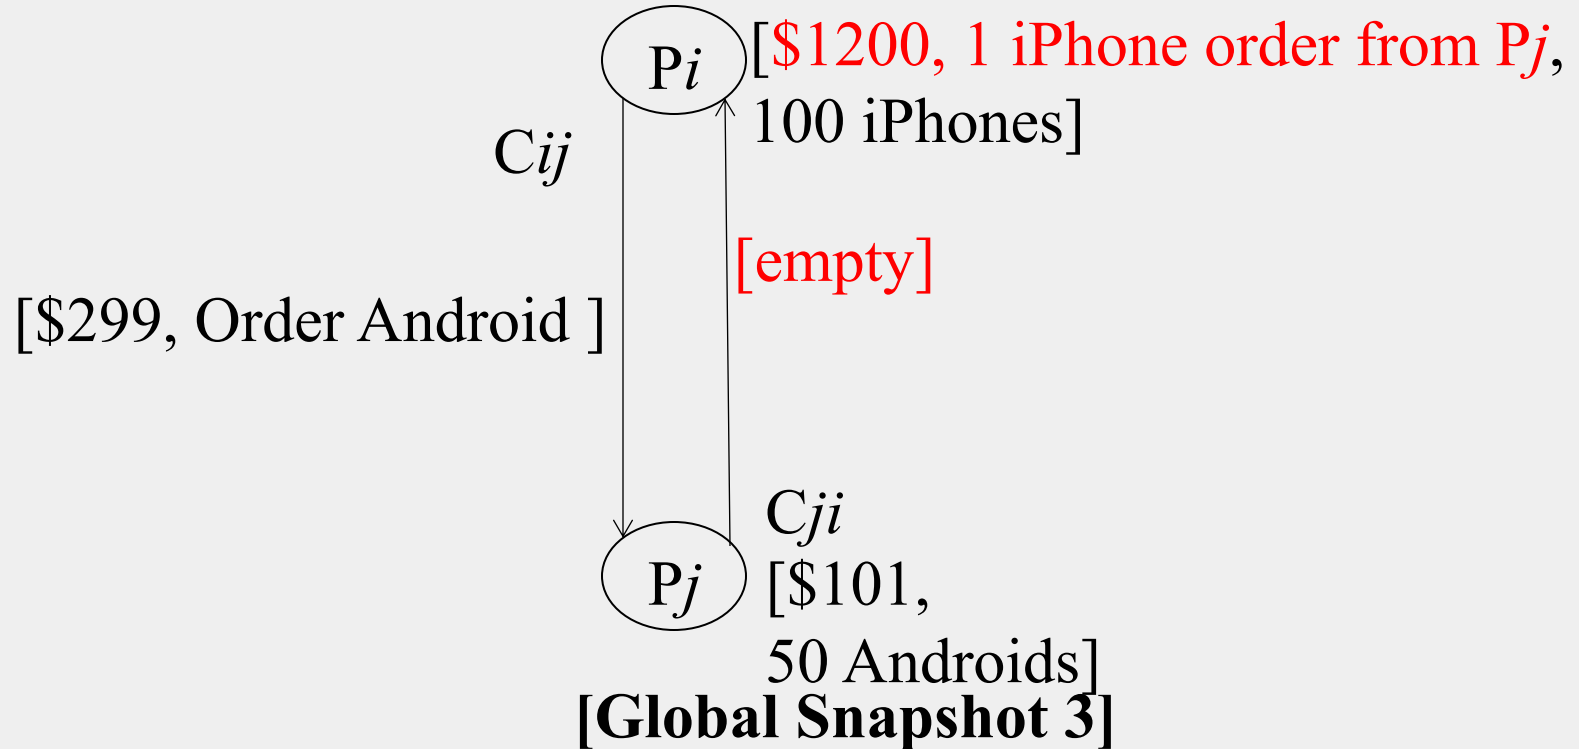 Pi
[$1200, 1 iPhone order from Pj,
100 iPhones]
Cij
[empty]
[$299, Order Android ]
Cji
Pj
[$101,
50 Androids]
[Global Snapshot 3]